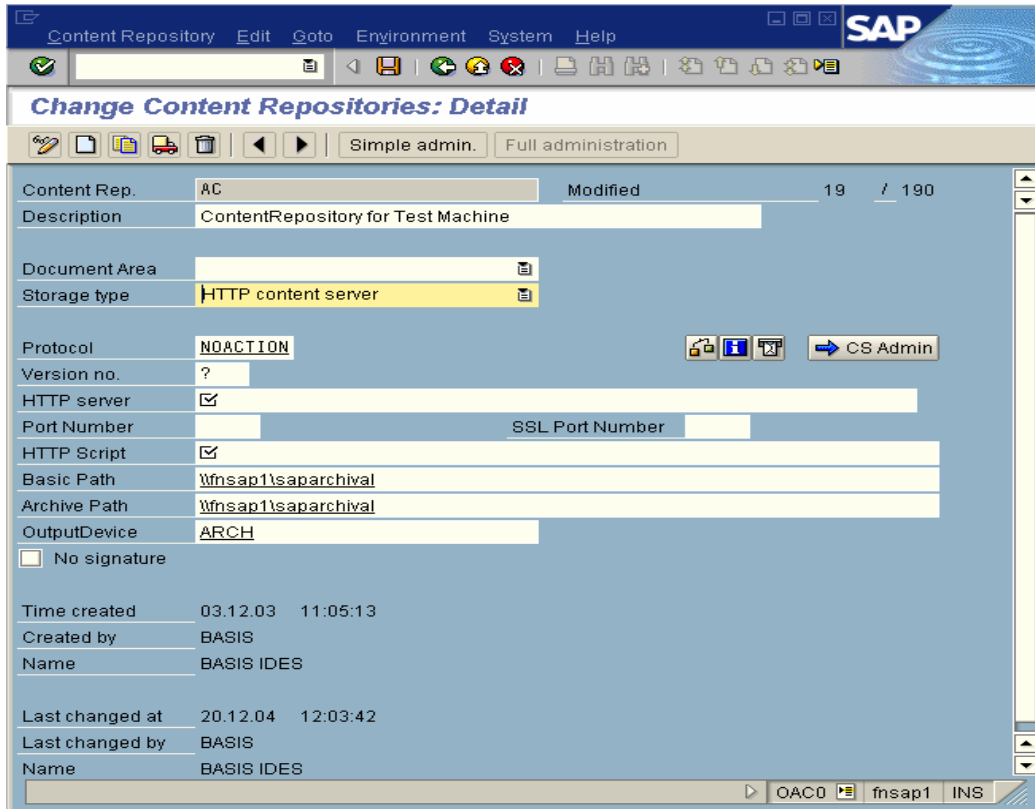 Content Repository Edit Goto Environment System Help
SAP
Change Content Repositories: Detail
Simple admin. Full administration
Content Rep. AC Modified 19 / 190
Description ContentRepository for Test Machine
Document Area
Storage type HTTP content server
Protocol NOACTION CS Admin
Version no. ?
HTTP server
Port Number SSL Port Number
HTTP Script
Basic Path \\fnsap1\saparchival
Archive Path \\fnsap1\saparchival
OutputDevice ARCH
No signature
Time created 03.12.03 11:05:13
Created by BASIS
Name BASIS IDES
Last changed at 20.12.04 12:03:42
Last changed by BASIS
Name BASIS IDES
OAC0 fnsap1 INS